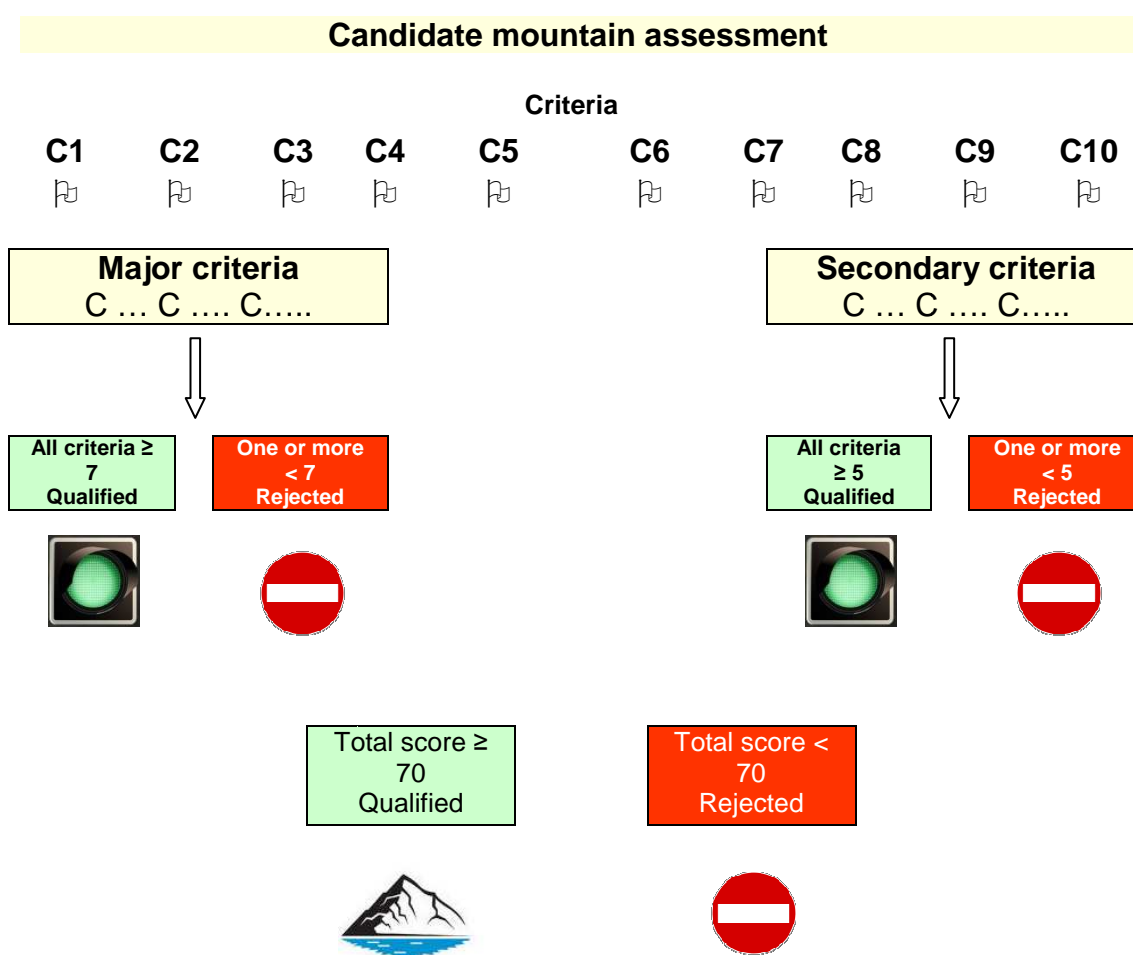 Candidate mountain assessment
Criteria
C1 C2 C3 C4 C5 C6 C7 C8 C9 C10
Major criteria
C … C …. C…..
Secondary criteria
C … C …. C…..
All criteria ≥
7
Qualified
One or more
< 7
Rejected
All criteria
≥ 5
Qualified
One or more
< 5
Rejected
Total score ≥
70
Qualified
Total score <
70
Rejected